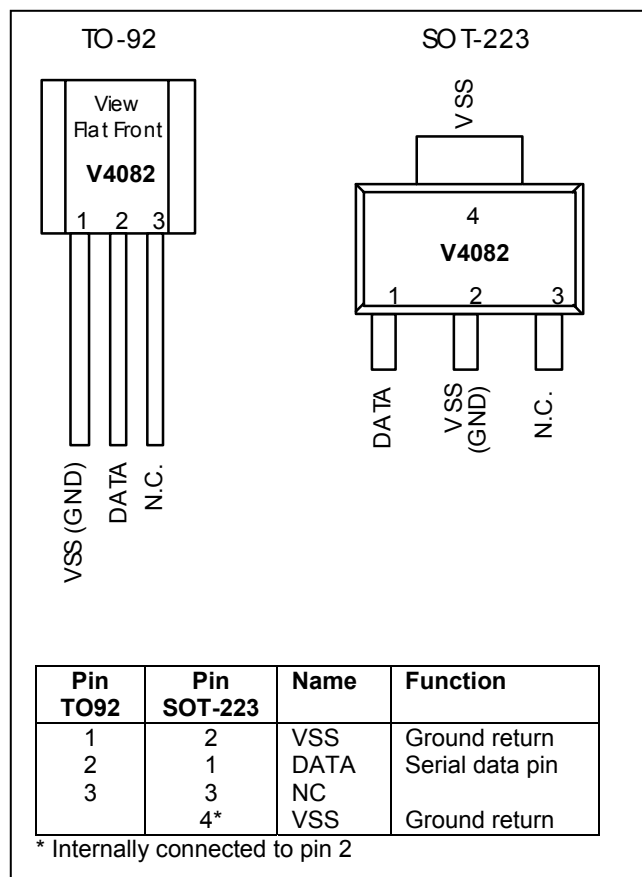 TO-92
SOT-223
View
Flat Front
V4082
1 2 3
VSS (GND)
DATA
N.C.
VSS
4
V4082
1 2 3
DATA
VSS
(GND)
N.C.
Pin TO92 Pin SOT-223 Name Function
1 2 VSS Ground return
2 1 DATA Serial data pin
3 3 NC
4* VSS Ground return
* Internally connected to pin 2